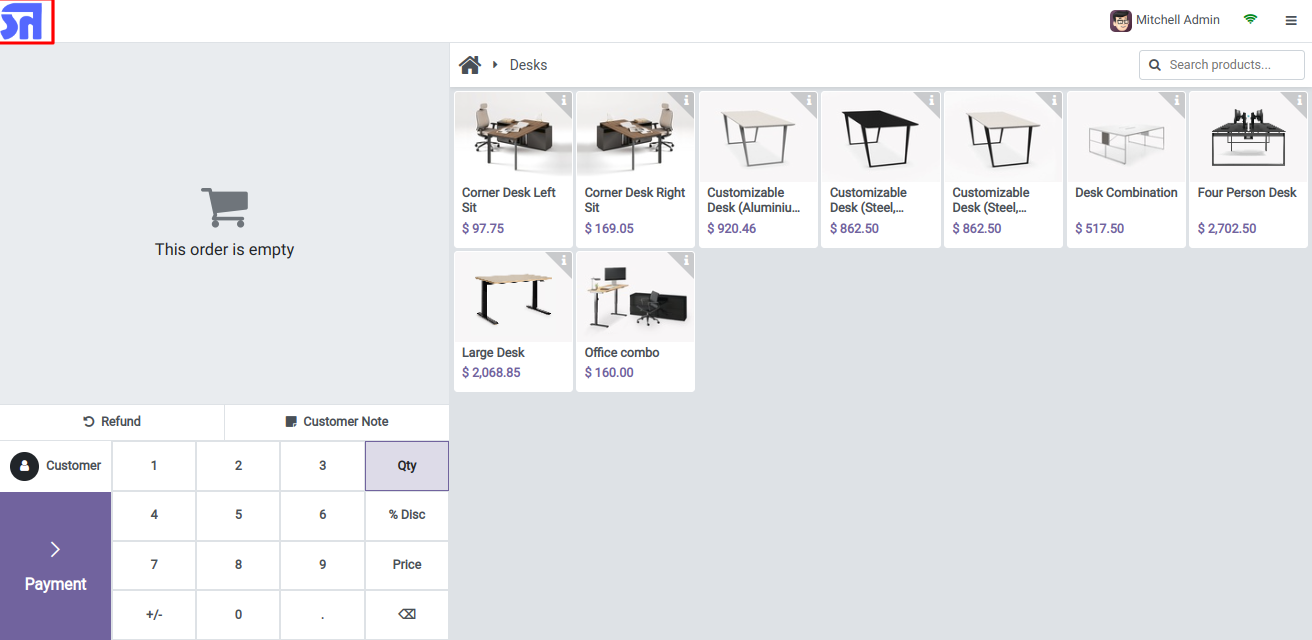 Mitchell Admin
Desks
Search products...
This order is empty
Corner Desk Left
Sit
$ 97.75
Corner Desk Right
Sit
$ 169.05
Customizable
Desk (Aluminiu...
$ 920.46
Customizable
Desk (Steel,...
$ 862.50
Customizable
Desk (Steel,...
$ 862.50
Desk Combination
$ 517.50
Four Person Desk
$ 2,702.50
Large Desk
$ 2,068.85
Office combo
$ 160.00
Refund
Customer Note
Customer
1
2
3
Qty
4
5
6
% Disc
7
8
9
Price
Payment
+/-
0
.
⌫